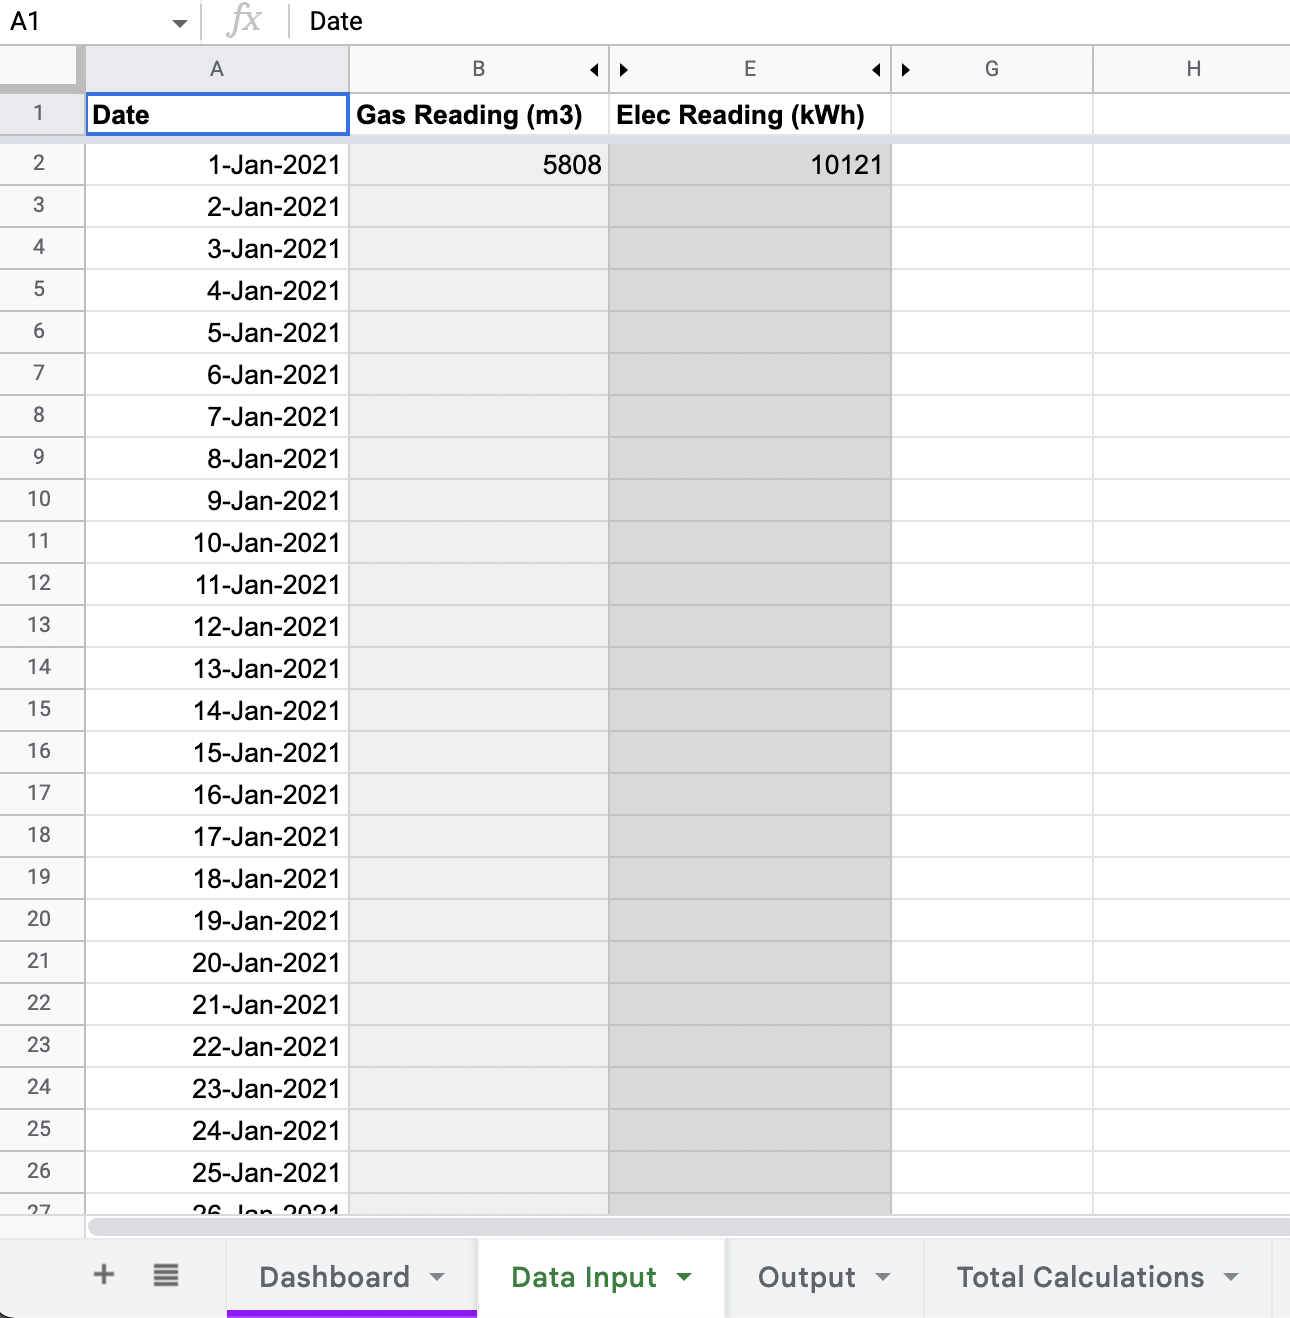 A1 fx Date
A B E G H
1 Date Gas Reading (m3) Elec Reading (kWh)
2 1-Jan-2021 5808 10121
3 2-Jan-2021
4 3-Jan-2021
5 4-Jan-2021
6 5-Jan-2021
7 6-Jan-2021
8 7-Jan-2021
9 8-Jan-2021
10 9-Jan-2021
11 10-Jan-2021
12 11-Jan-2021
13 12-Jan-2021
14 13-Jan-2021
15 14-Jan-2021
16 15-Jan-2021
17 16-Jan-2021
18 17-Jan-2021
19 18-Jan-2021
20 19-Jan-2021
21 20-Jan-2021
22 21-Jan-2021
23 22-Jan-2021
24 23-Jan-2021
25 24-Jan-2021
26 25-Jan-2021
27 26-Jan-2021
+ Dashboard Data Input Output Total Calculations